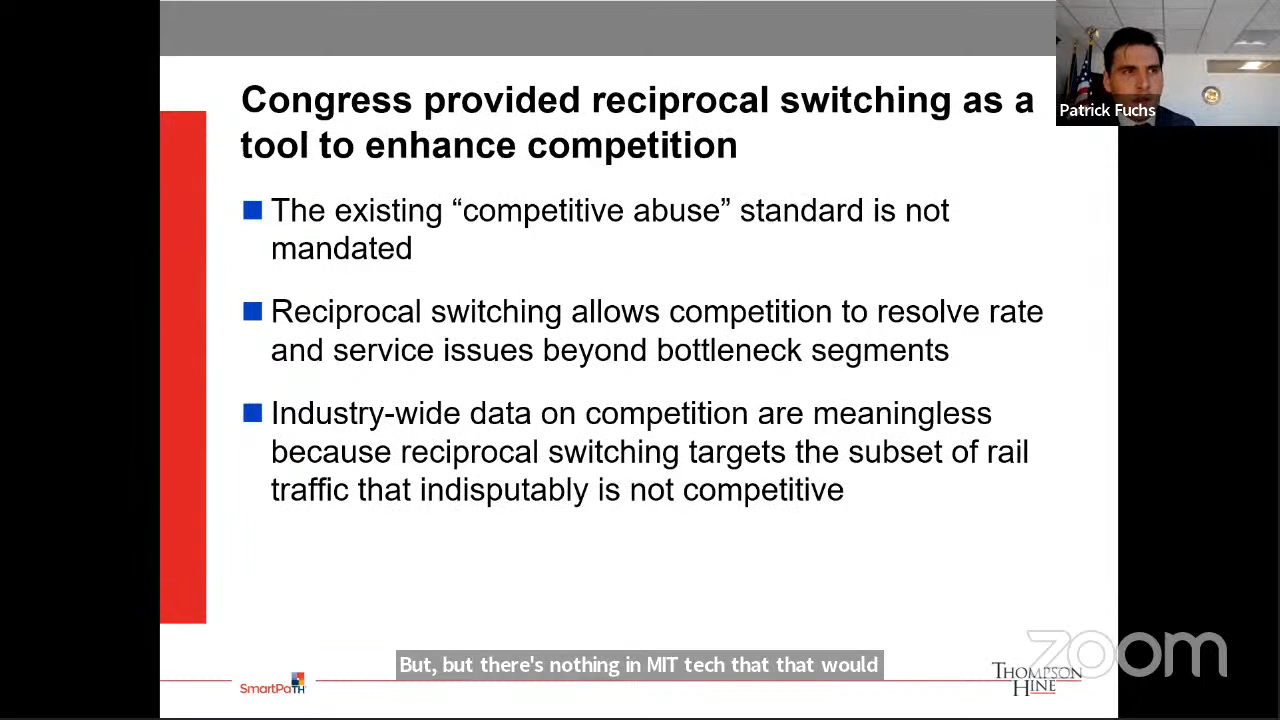 Congress provided reciprocal switching as a
tool to enhance competition
Patrick Fuchs
The existing “competitive abuse” standard is not
mandated
Reciprocal switching allows competition to resolve rate
and service issues beyond bottleneck segments
Industry-wide data on competition are meaningless
because reciprocal switching targets the subset of rail
traffic that indisputably is not competitive
But, but there's nothing in MIT tech that that would
SmartPaTH
THOMPSON
HINE
zoom